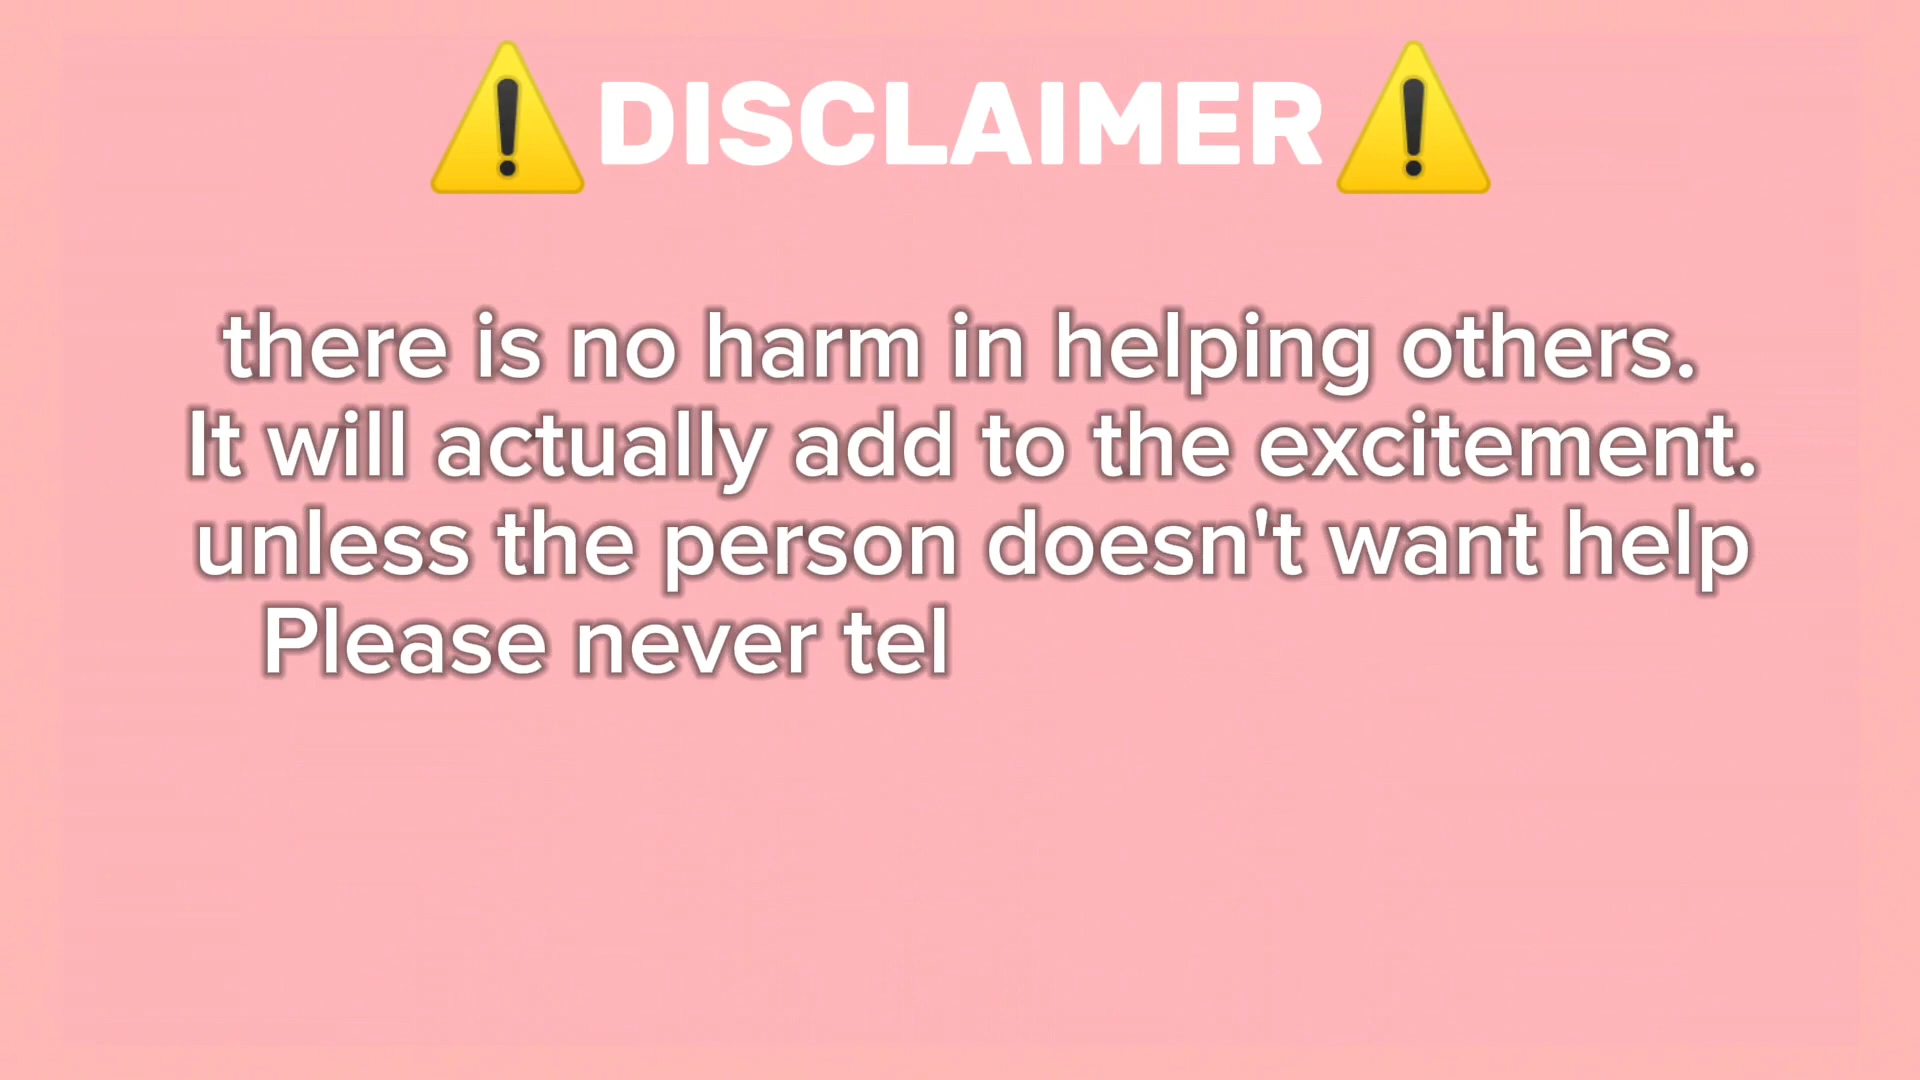 ⚠️DISCLAIMER⚠️
there is no harm in helping others.
It will actually add to the excitement.
unless the person doesn't want help
Please never tel